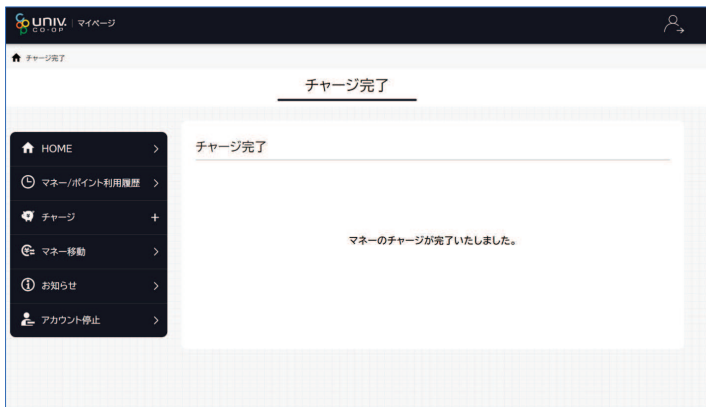 UNIV. CO-OP マイページ
チャージ完了
チャージ完了
HOME
マネー/ポイント利用履歴
チャージ
マネー移動
お知らせ
アカウント停止
チャージ完了
マネーのチャージが完了いたしました。